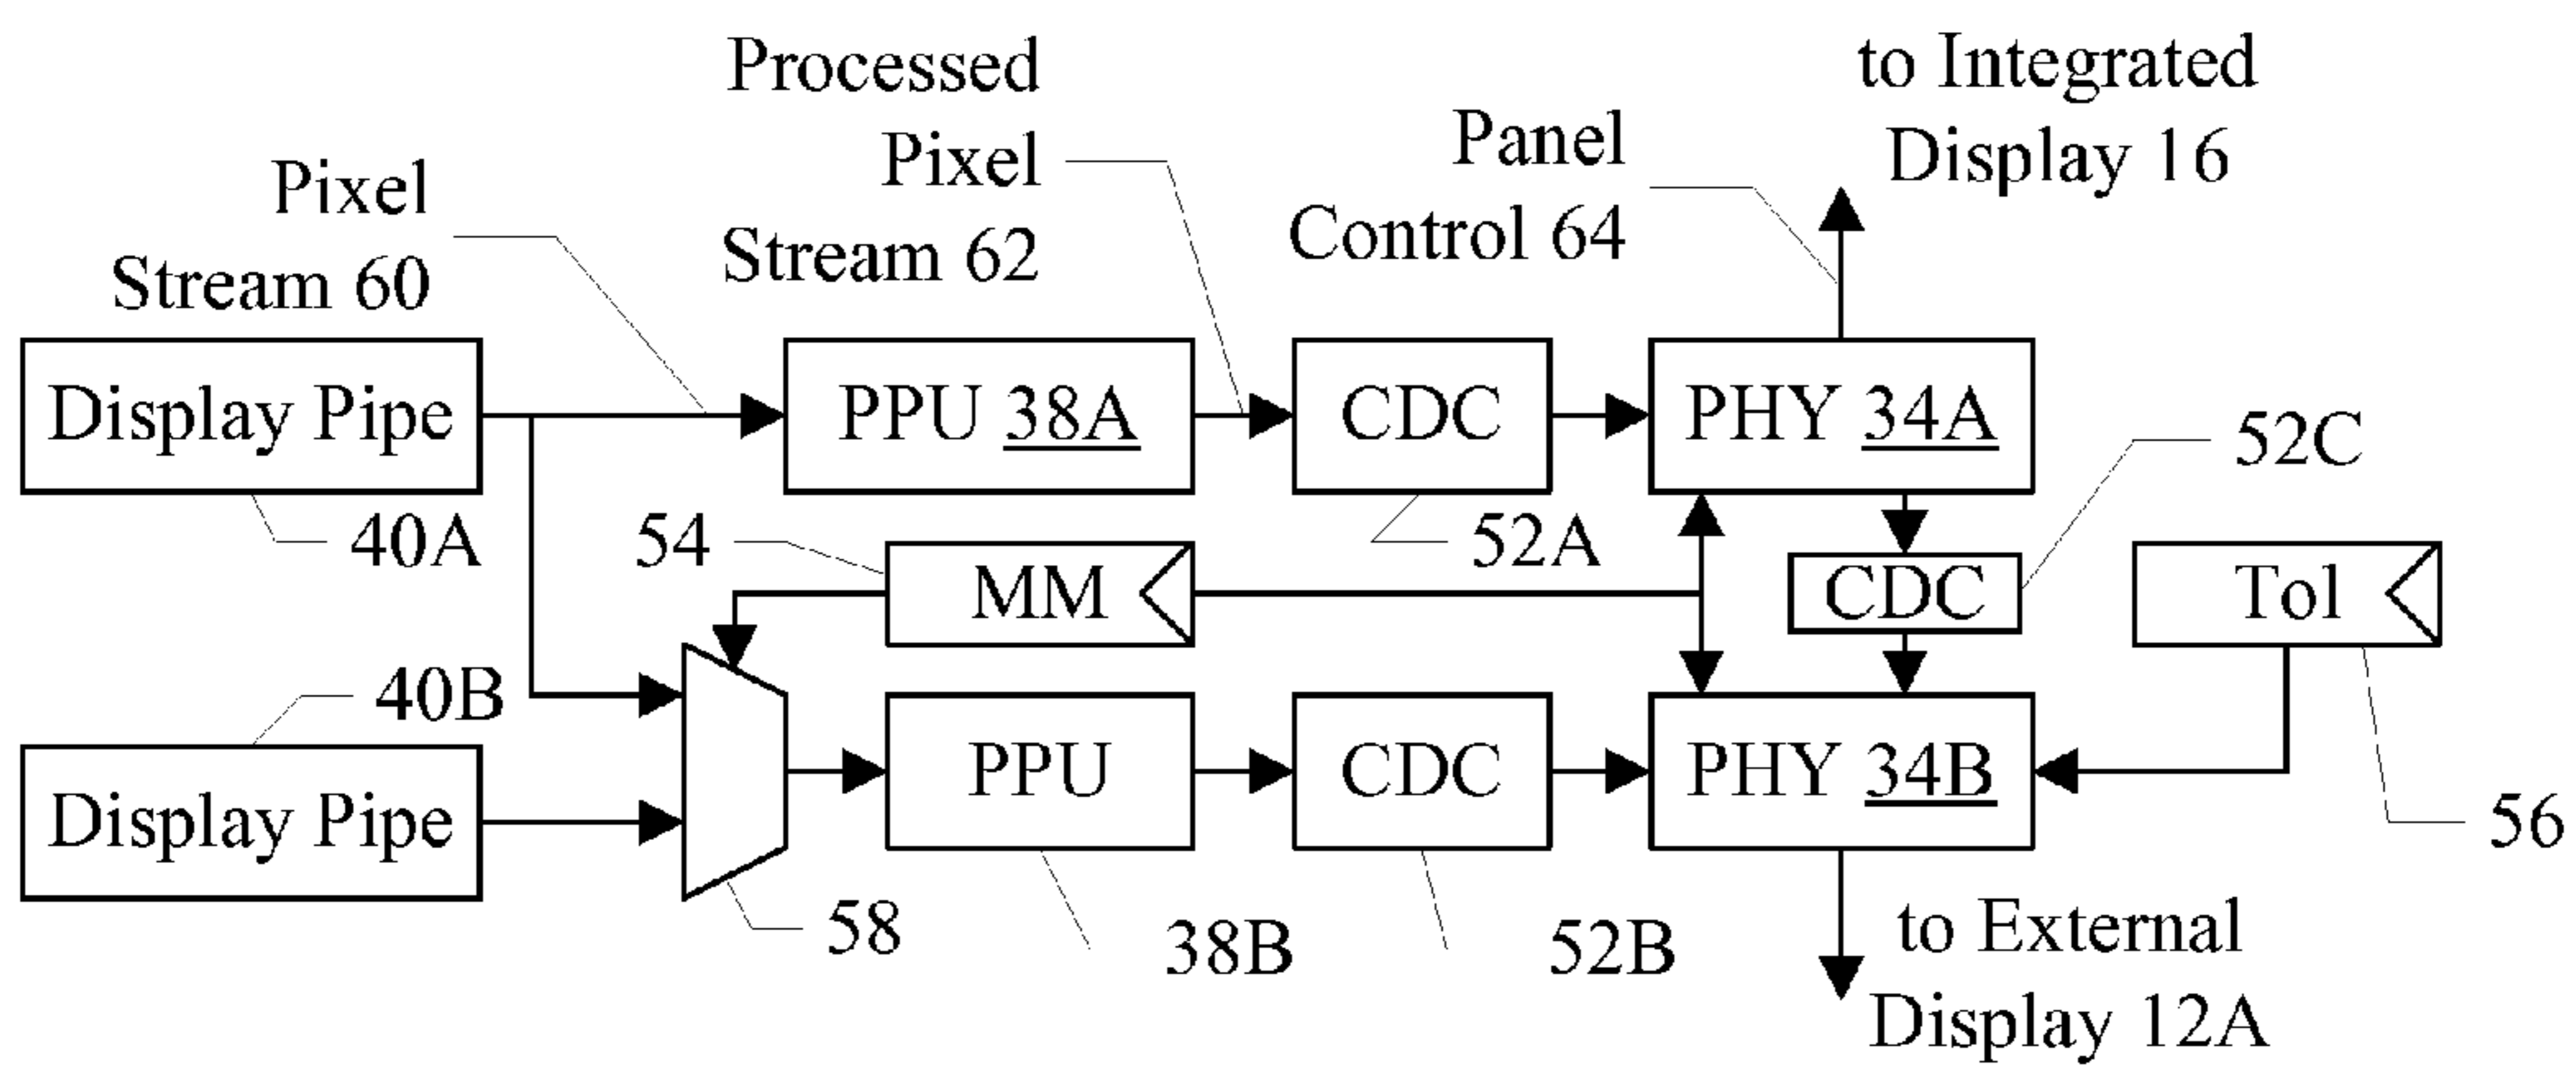 Processed
Pixel
Stream 62
to Integrated
Display 16
Panel
Control 64
Pixel
Stream 60
Display Pipe
PPU 38A
CDC
PHY 34A
52C
40A
54
MM
52A
CDC
Tol
40B
Display Pipe
PPU
CDC
PHY 34B
56
58
38B
52B
to External
Display 12A